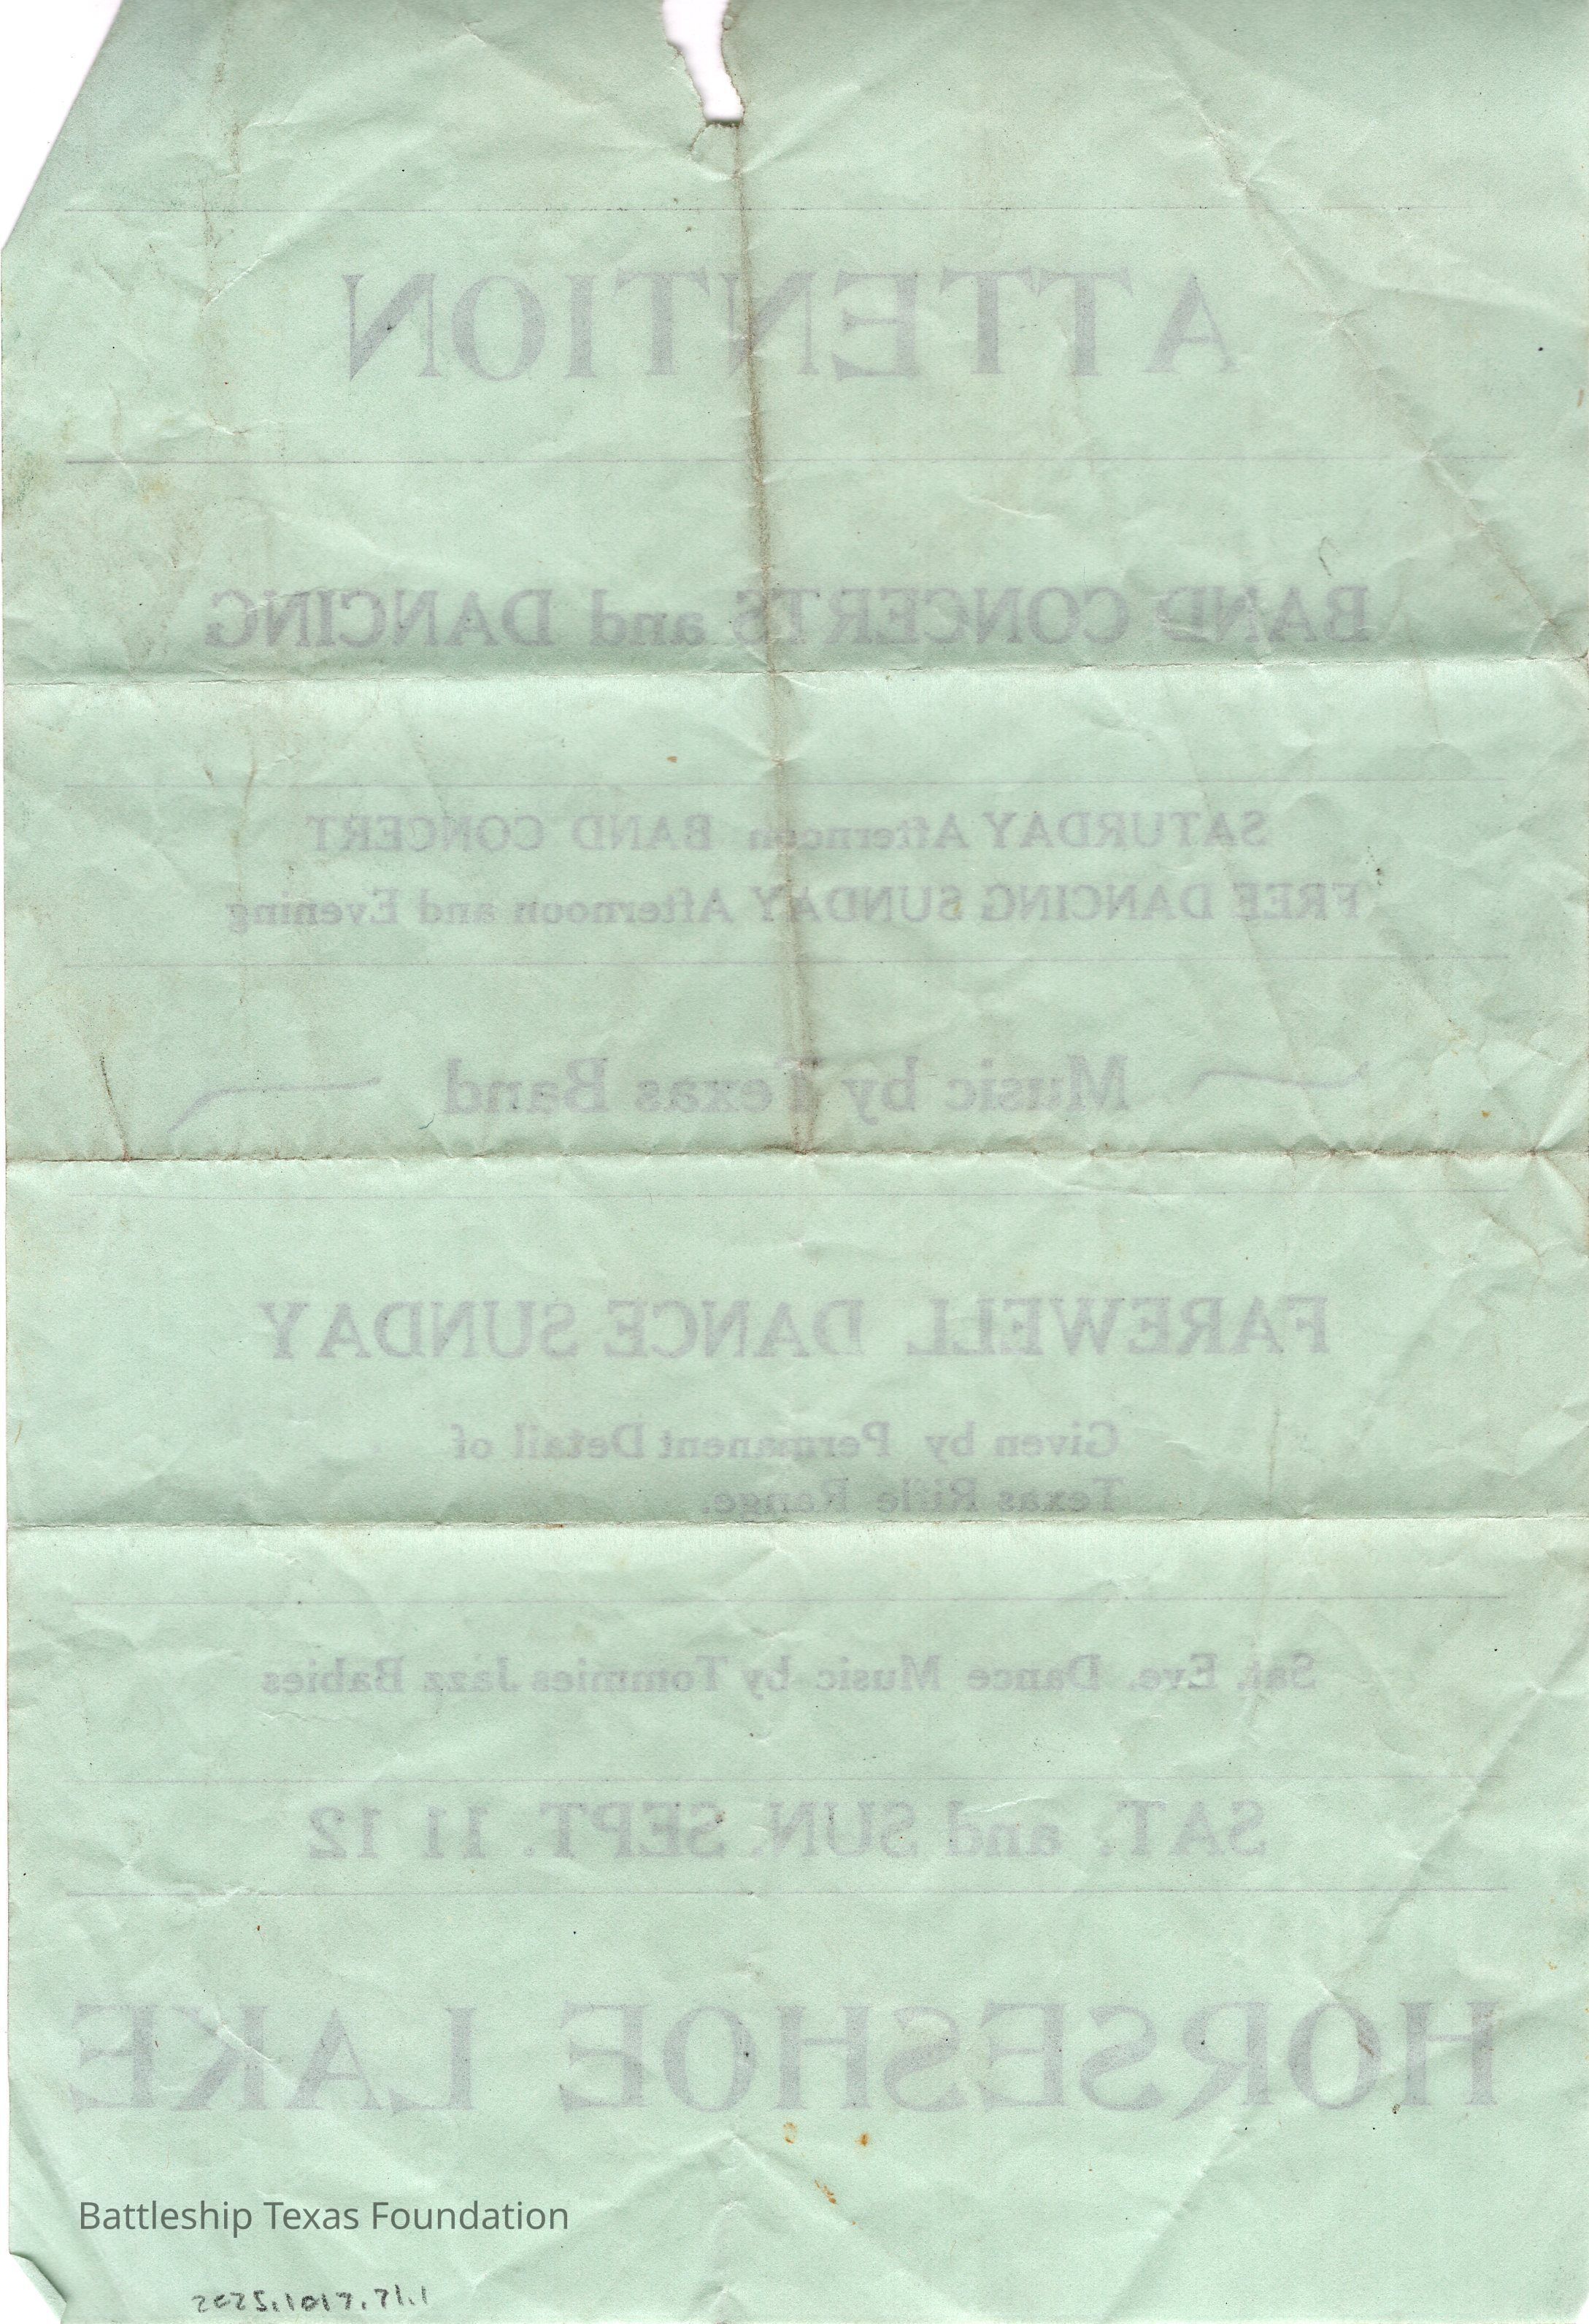 ATTENTION
BAND CONCERTS and DANCING
SATURDAY Afternoon BAND CONCERT
FREE DANCING SUNDAY Afternoon and Evening
Music by Texas Band
FAREWELL DANCE SUNDAY
Given by Permanent Detail of
Texas Rifle Range.
Sat. Eve. Dance Music by Tommies Jazz Babies
SAT. and SUN. SEPT. 11 12
HORSESHOE LAKE
Battleship Texas Foundation
2025.1017.71.1